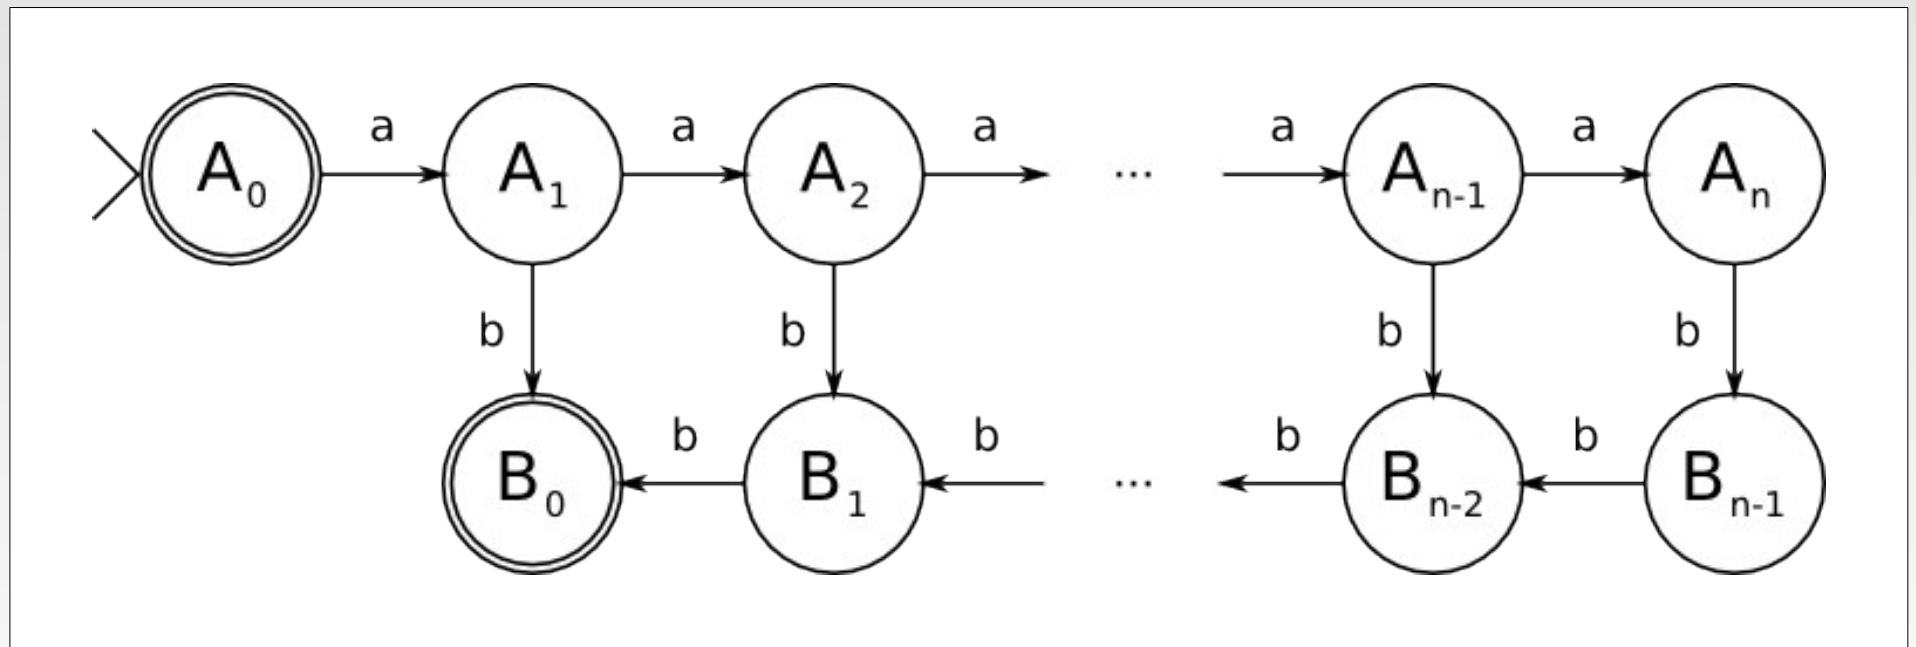 a a a a a
A₀ A₁ A₂ ... Aₙ₋₁ Aₙ
b b b b
b b b b
B₀ B₁ ... Bₙ₋₂ Bₙ₋₁